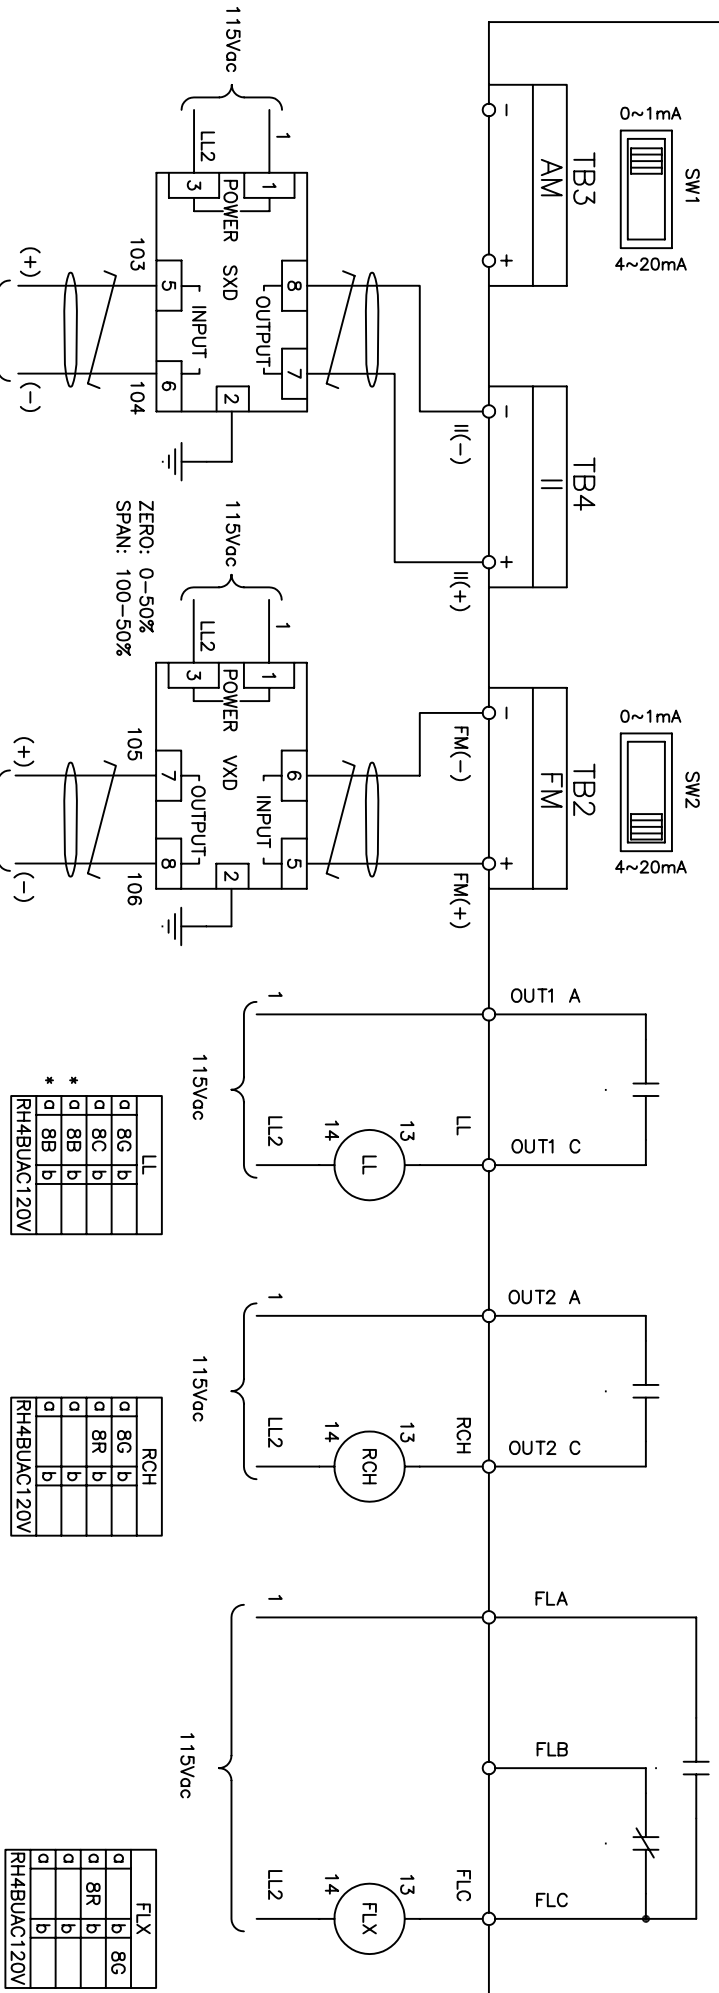 SW1
0~1mA
4~20mA
TB3
AM
-
+
TB4
II
-
+
II(-)
II(+)
SW2
0~1mA
4~20mA
TB2
FM
-
+
FM(-)
FM(+)
115Vac
1
LL2
1
3
POWER
SXD
8
7
OUTPUT
INPUT
5
6
2
103
104
(+)
(-)
ZERO: 0-50%
SPAN: 100-50%
115Vac
1
LL2
1
3
POWER
VXD
6
5
INPUT
OUTPUT
7
8
2
105
106
(+)
(-)
OUT1 A
OUT1 C
1
LL
13
LL
14
LL2
115Vac
LL
a 8G b
a 8C b
* a 8B b
* a 8B b
RH4BUAC120V
OUT2 A
OUT2 C
1
RCH
13
RCH
14
LL2
115Vac
RCH
a 8G b
a 8R b
a b
a b
RH4BUAC120V
FLA
FLB
FLC
1
FLC
13
FLX
14
LL2
115Vac
FLX
a b 8G
a 8R b
a b
a b
RH4BUAC120V